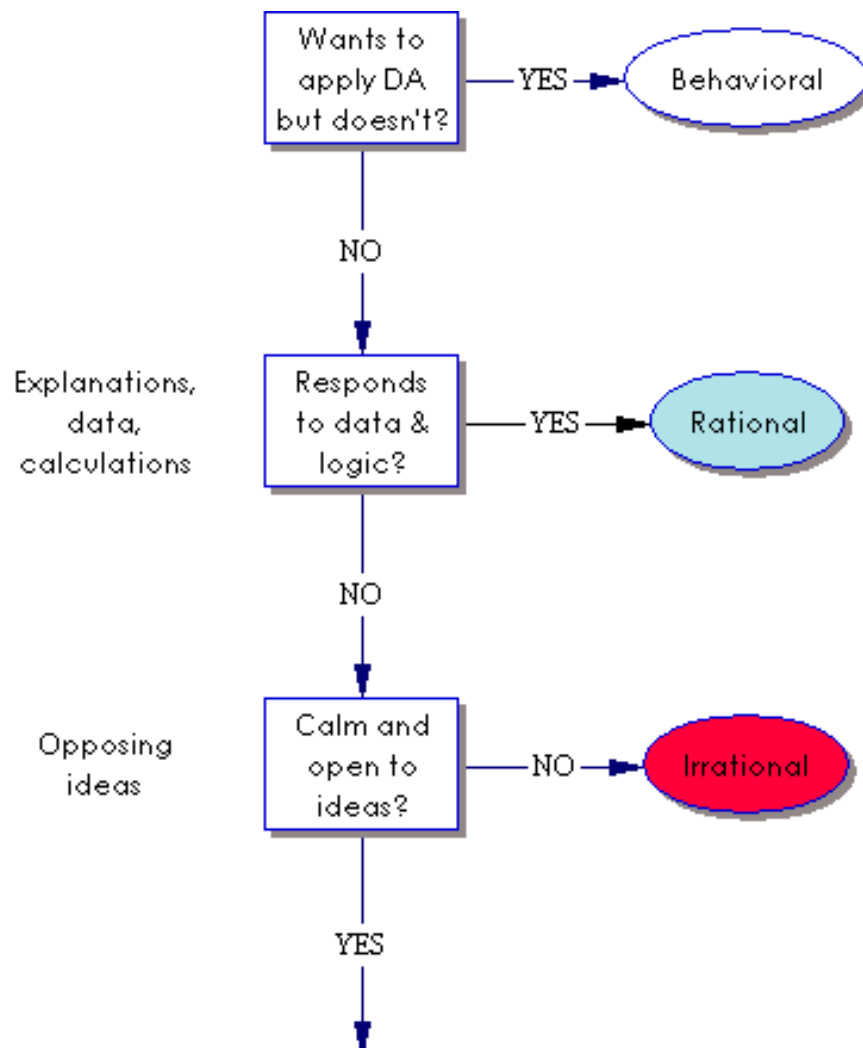 Wants to
apply DA
but doesn't?
YES
Behavioral
NO
Explanations,
data,
calculations
Responds
to data &
logic?
YES
Rational
NO
Opposing
ideas
Calm and
open to
ideas?
NO
Irrational
YES